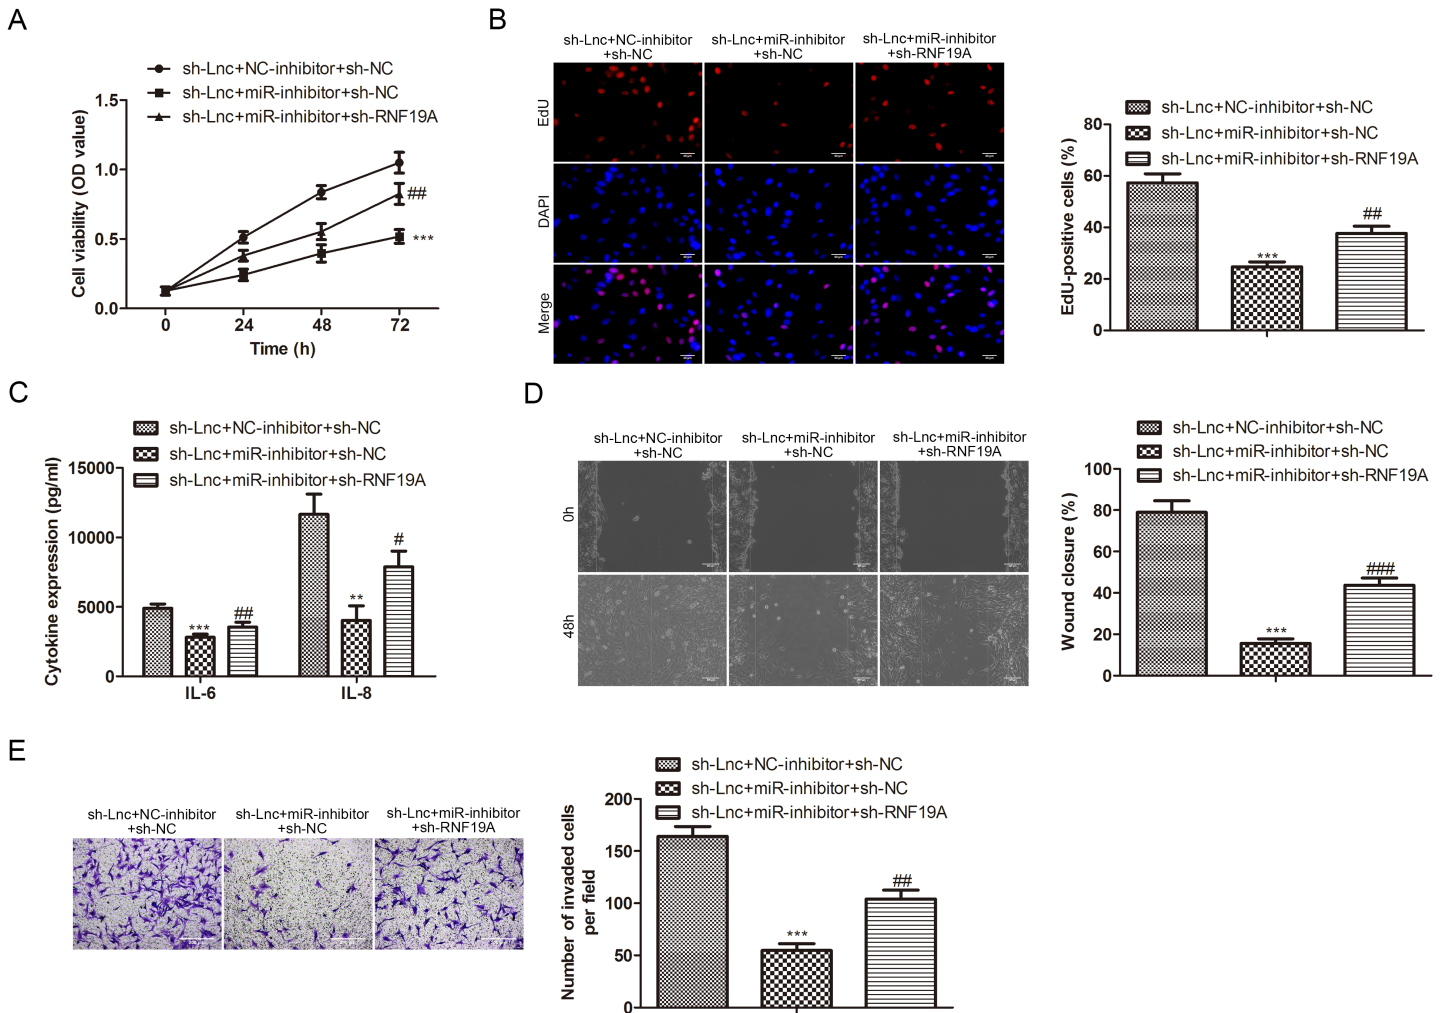 A
sh-Lnc+NC-inhibitor+sh-NC
sh-Lnc+miR-inhibitor+sh-NC
sh-Lnc+miR-inhibitor+sh-RNF19A
Cell viability (OD value)
1.5
1.0
0.5
0.0
##
***
0 24 48 72
Time (h)
B
sh-Lnc+NC-inhibitor
+sh-NC
sh-Lnc+miR-inhibitor
+sh-NC
sh-Lnc+miR-inhibitor
+sh-RNF19A
EdU
DAPI
Merge
sh-Lnc+NC-inhibitor+sh-NC
sh-Lnc+miR-inhibitor+sh-NC
sh-Lnc+miR-inhibitor+sh-RNF19A
EdU-positive cells (%)
80
60
40
20
0
***
##
C
sh-Lnc+NC-inhibitor+sh-NC
sh-Lnc+miR-inhibitor+sh-NC
sh-Lnc+miR-inhibitor+sh-RNF19A
Cytokine expression (pg/ml)
15000
10000
5000
0
***
##
**
#
IL-6 IL-8
D
sh-Lnc+NC-inhibitor
+sh-NC
sh-Lnc+miR-inhibitor
+sh-NC
sh-Lnc+miR-inhibitor
+sh-RNF19A
0h
48h
sh-Lnc+NC-inhibitor+sh-NC
sh-Lnc+miR-inhibitor+sh-NC
sh-Lnc+miR-inhibitor+sh-RNF19A
Wound closure (%)
100
80
60
40
20
0
***
###
E
sh-Lnc+NC-inhibitor
+sh-NC
sh-Lnc+miR-inhibitor
+sh-NC
sh-Lnc+miR-inhibitor
+sh-RNF19A
sh-Lnc+NC-inhibitor+sh-NC
sh-Lnc+miR-inhibitor+sh-NC
sh-Lnc+miR-inhibitor+sh-RNF19A
Number of invaded cells
per field
200
150
100
50
0
***
##